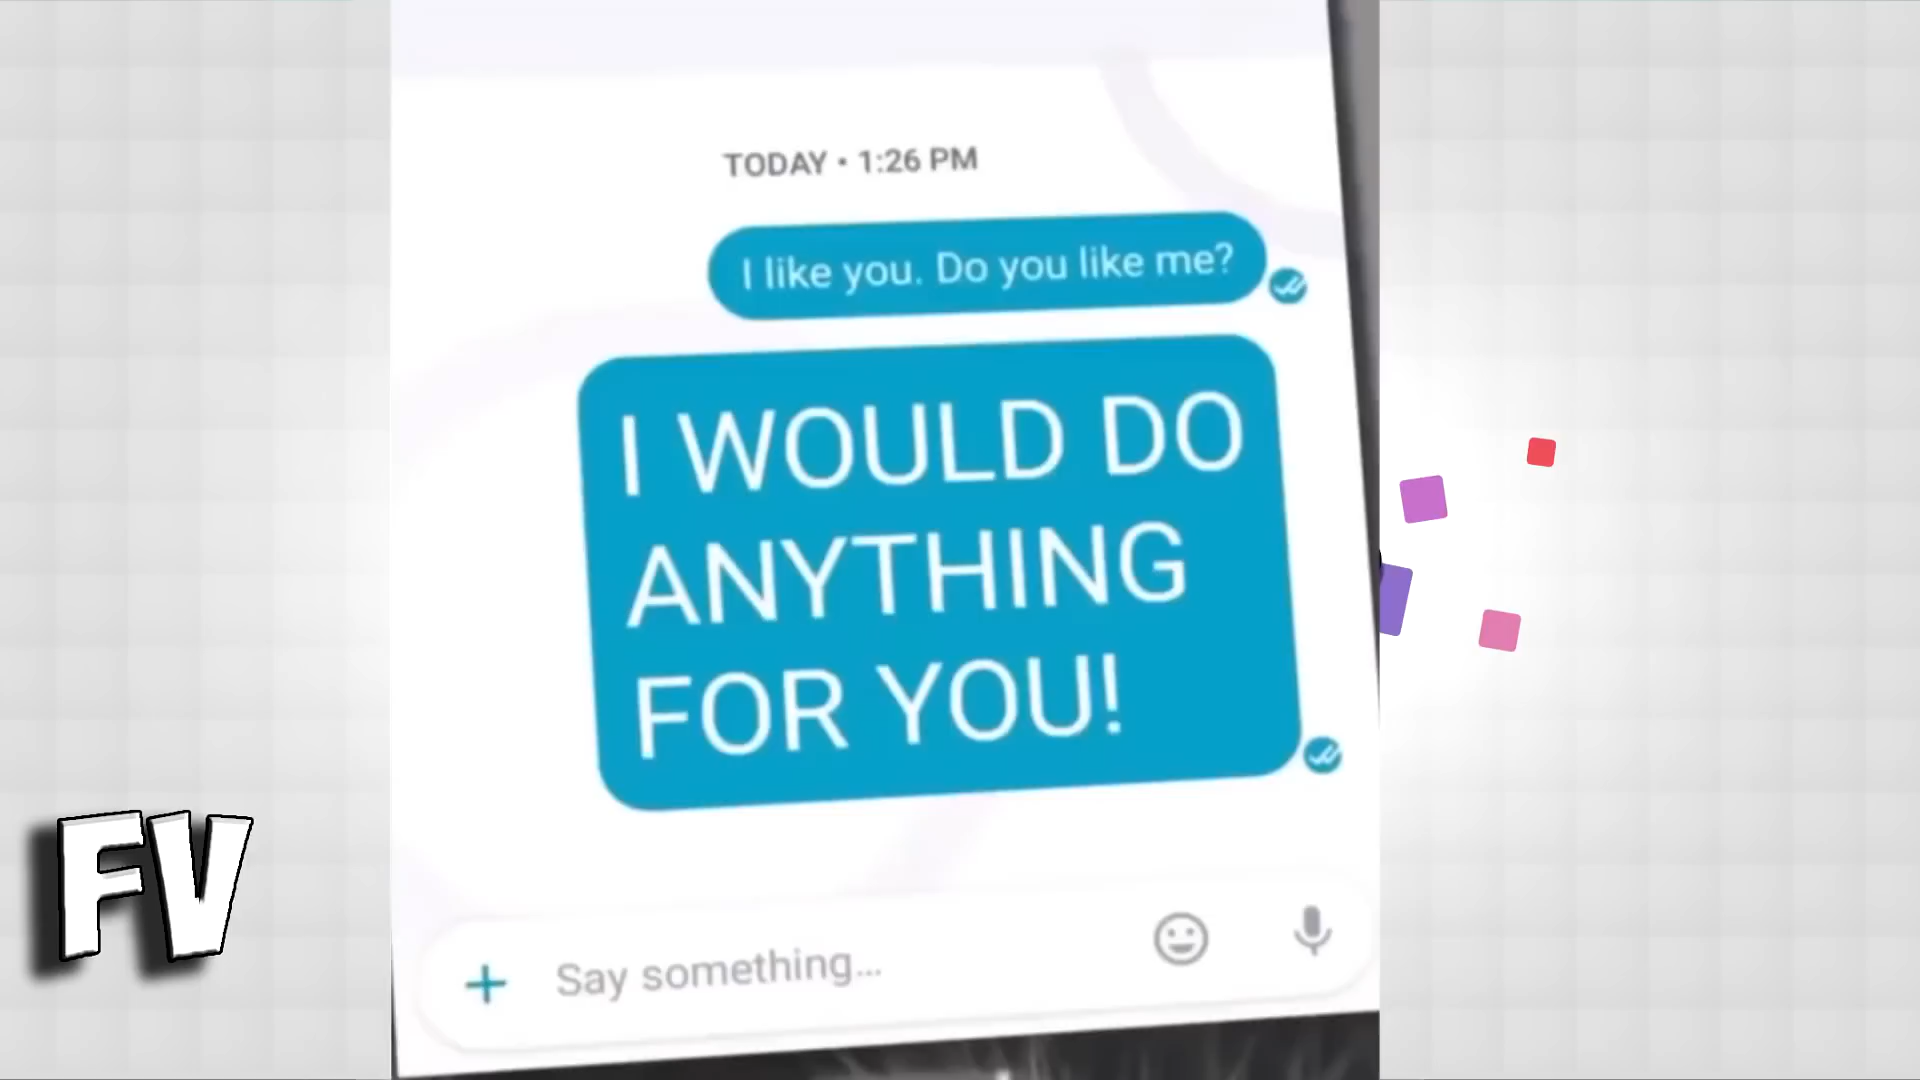 TODAY • 1:26 PM
I like you. Do you like me?
I WOULD DO
ANYTHING
FOR YOU!
Say something...
FV